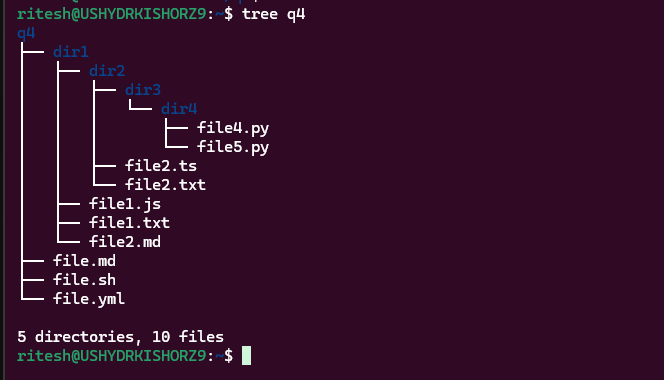 ritesh@USHYDRKISHORZ9:~$ tree q4
q4
├── dir1
│   ├── dir2
│   │   ├── dir3
│   │   │   └── dir4
│   │   │       ├── file4.py
│   │   │       └── file5.py
│   │   ├── file2.ts
│   │   └── file2.txt
│   ├── file1.js
│   ├── file1.txt
│   └── file2.md
├── file.md
├── file.sh
└── file.yml
5 directories, 10 files
ritesh@USHYDRKISHORZ9:~$